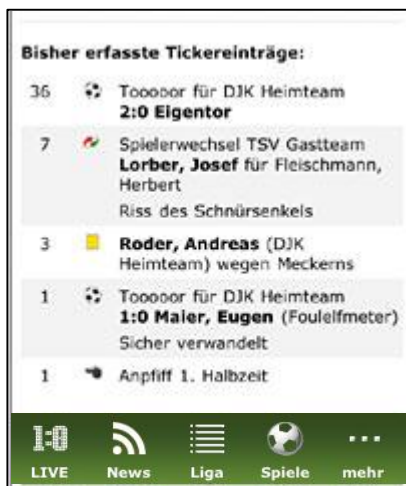 Bisher erfasste Tickereinträge:
36 Tooooor für DJK Heimteam
2:0 Eigentor
7 Spielerwechsel TSV Gastteam
Lorber, Josef für Fleischmann,
Herbert
Riss des Schnürsenkels
3 Roder, Andreas (DJK
Heimteam) wegen Meckerns
1 Tooooor für DJK Heimteam
1:0 Maier, Eugen (Foulelfmeter)
Sicher verwandelt
1 Anpfiff 1. Halbzeit
1:0
LIVE News Liga Spiele mehr